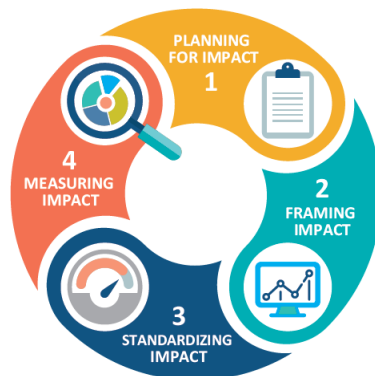 PLANNING
FOR IMPACT
1
2
FRAMING
IMPACT
3
STANDARDIZING
IMPACT
4
MEASURING
IMPACT